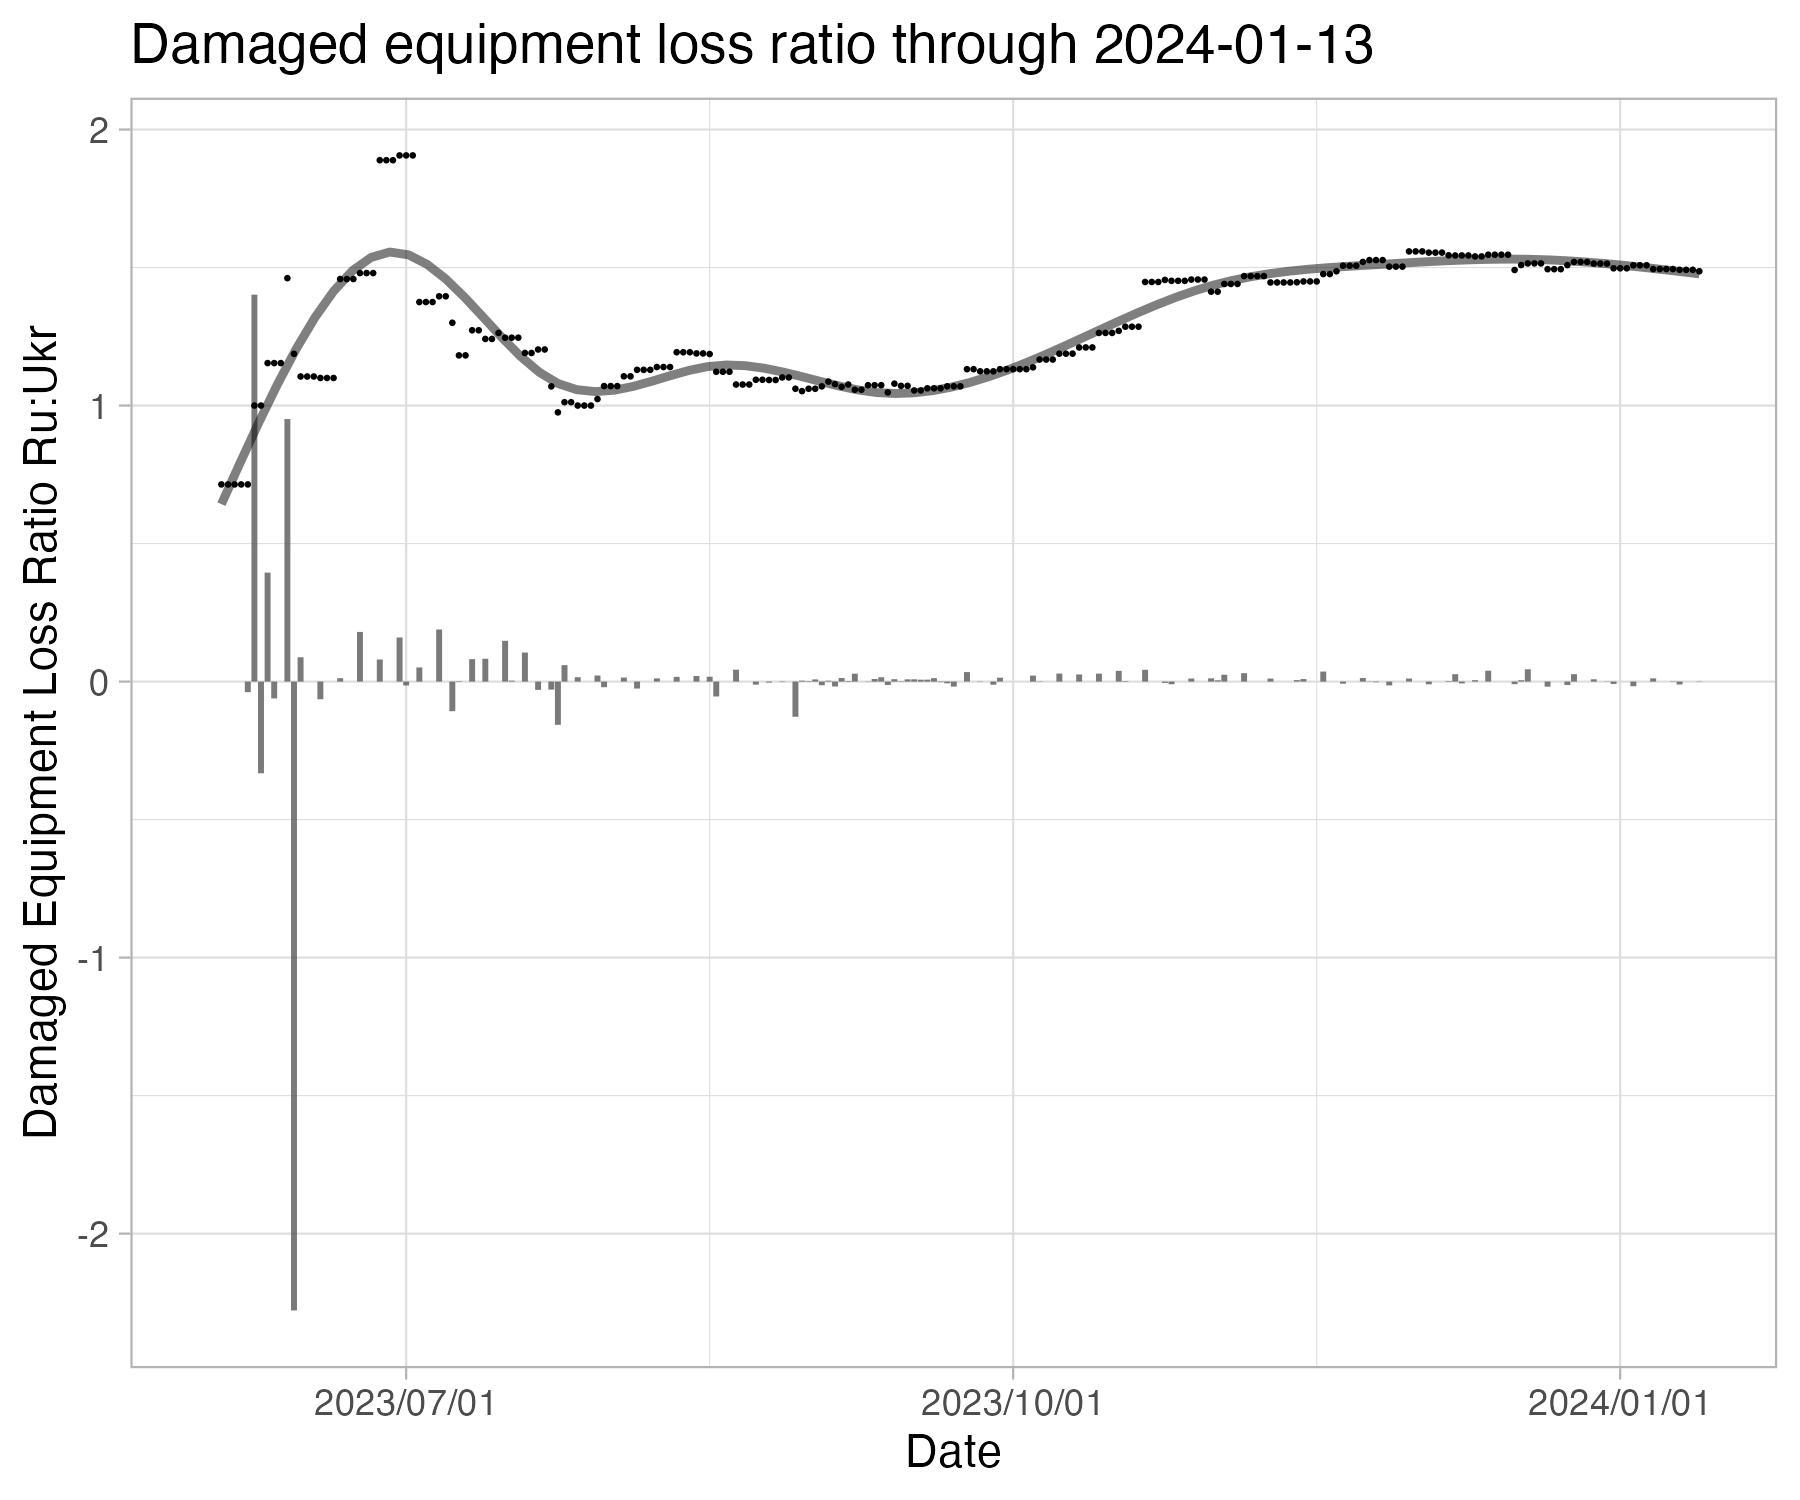 Damaged equipment loss ratio through 2024-01-13
Damaged Equipment Loss Ratio Ru:Ukr
2
1
0
-1
-2
2023/07/01
2023/10/01
2024/01/01
Date